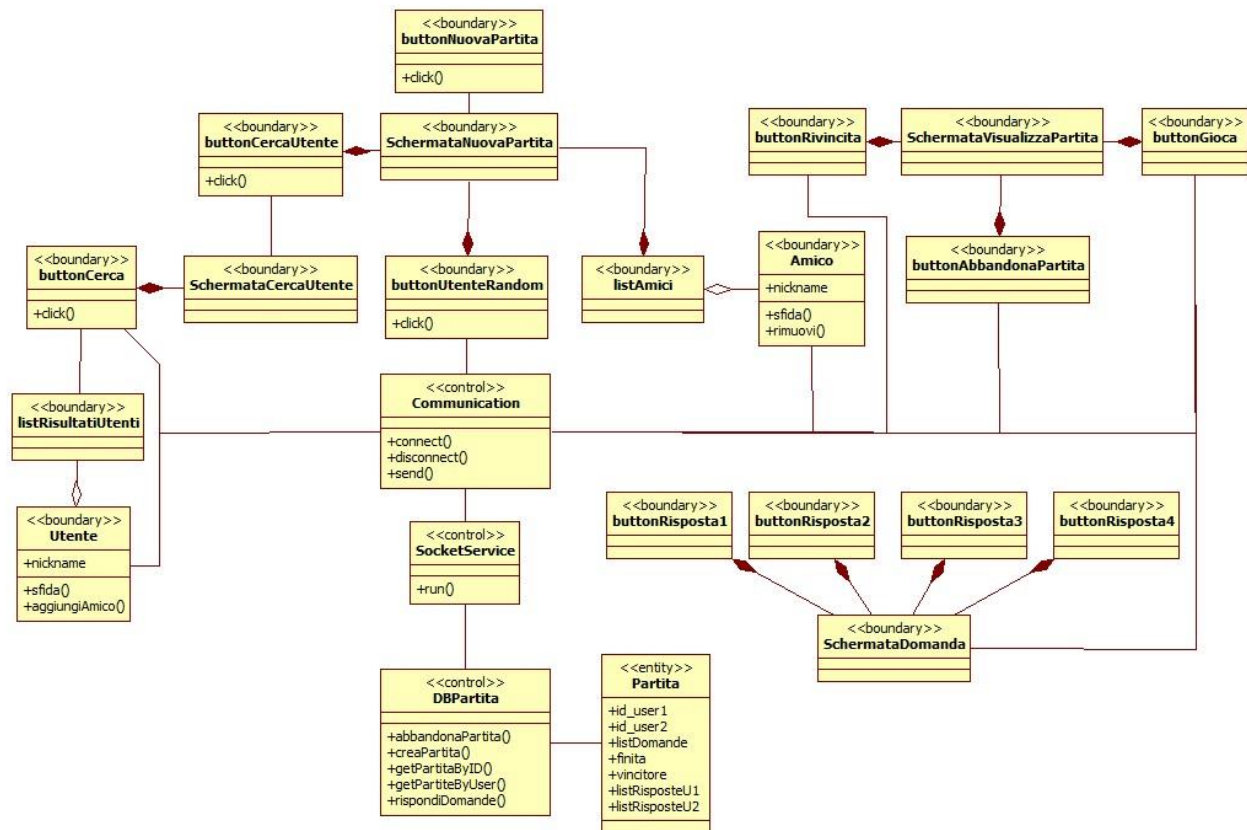 <<boundary>>
buttonNuovaPartita
+click()
<<boundary>>
buttonCercaUtente
+click()
<<boundary>>
SchermataNuovaPartita
<<boundary>>
buttonRivincita
<<boundary>>
SchermataVisualizzaPartita
<<boundary>>
buttonGioca
<<boundary>>
buttonCerca
+click()
<<boundary>>
SchermataCercaUtente
<<boundary>>
buttonUtenteRandom
+click()
<<boundary>>
listAmici
<<boundary>>
Amico
+nickname
+sfida()
+rimuovi()
<<boundary>>
buttonAbbandonaPartita
<<boundary>>
listRisultatiUtenti
<<control>>
Communication
+connect()
+disconnect()
+send()
<<boundary>>
Utente
+nickname
+sfida()
+aggiungiAmico()
<<control>>
SocketService
+run()
<<boundary>>
buttonRisposta1
<<boundary>>
buttonRisposta2
<<boundary>>
buttonRisposta3
<<boundary>>
buttonRisposta4
<<boundary>>
SchermataDomanda
<<control>>
DBPartita
+abbandonaPartita()
+creaPartita()
+getPartitaByID()
+getPartiteByUser()
+rispondiDomande()
<<entity>>
Partita
+id_user1
+id_user2
+listDomande
+finita
+vincitore
+listRisposteU1
+listRisposteU2